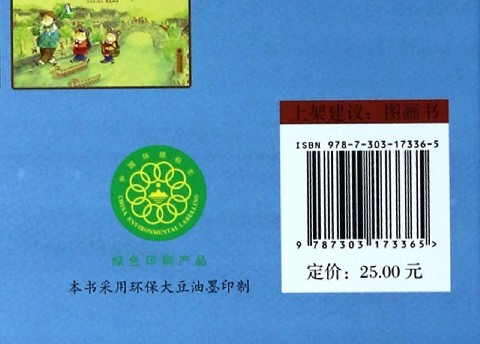 上架建议：图画书
ISBN 978-7-303-17336-5
9 787303 173365>
定价：25.00 元
中国环境标志
CHINA ENVIRONMENTAL LABELLING
绿色印刷产品
本书采用环保大豆油墨印制